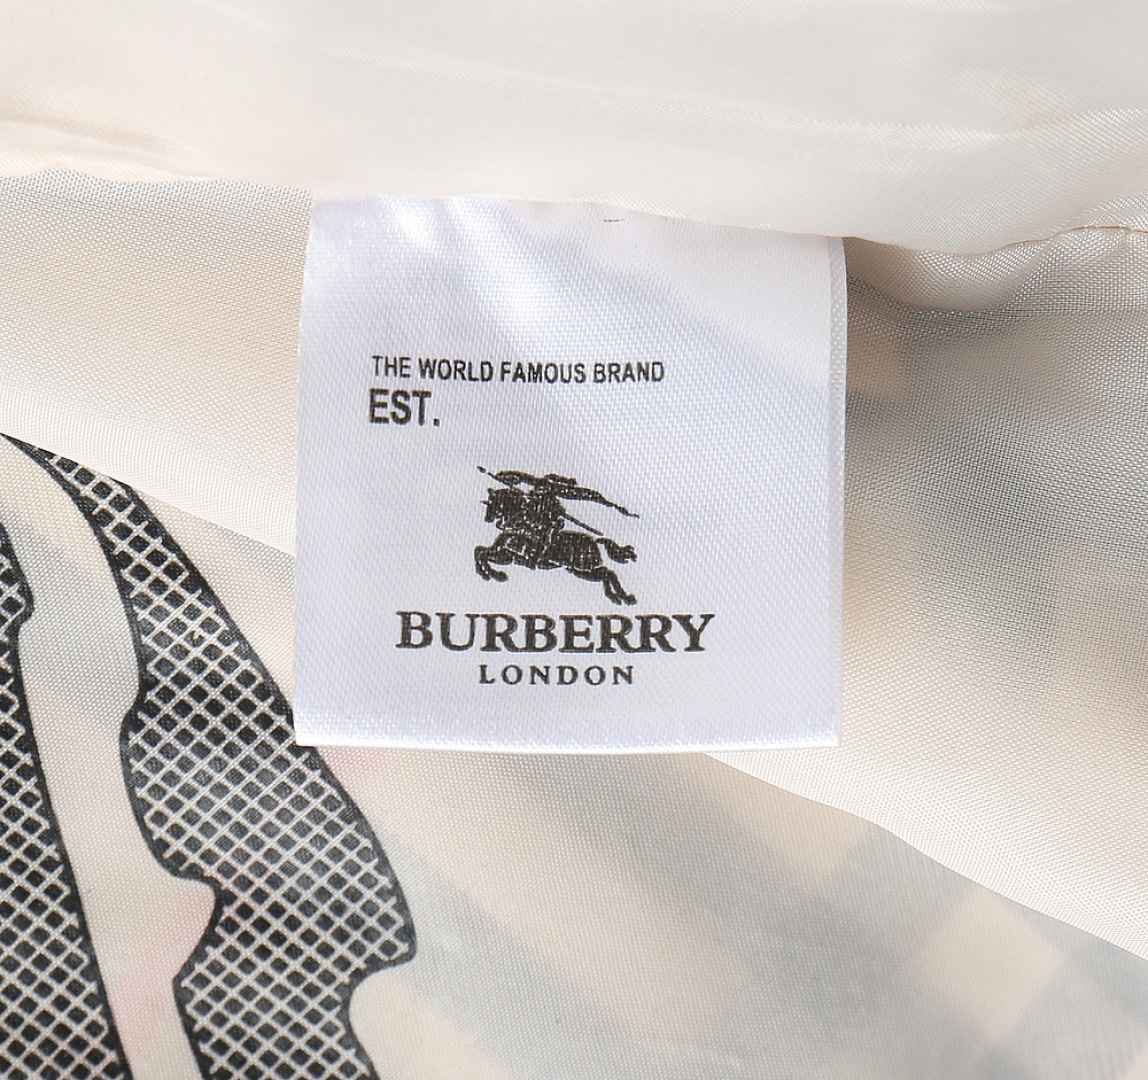 THE WORLD FAMOUS BRAND
EST.
BURBERRY
LONDON